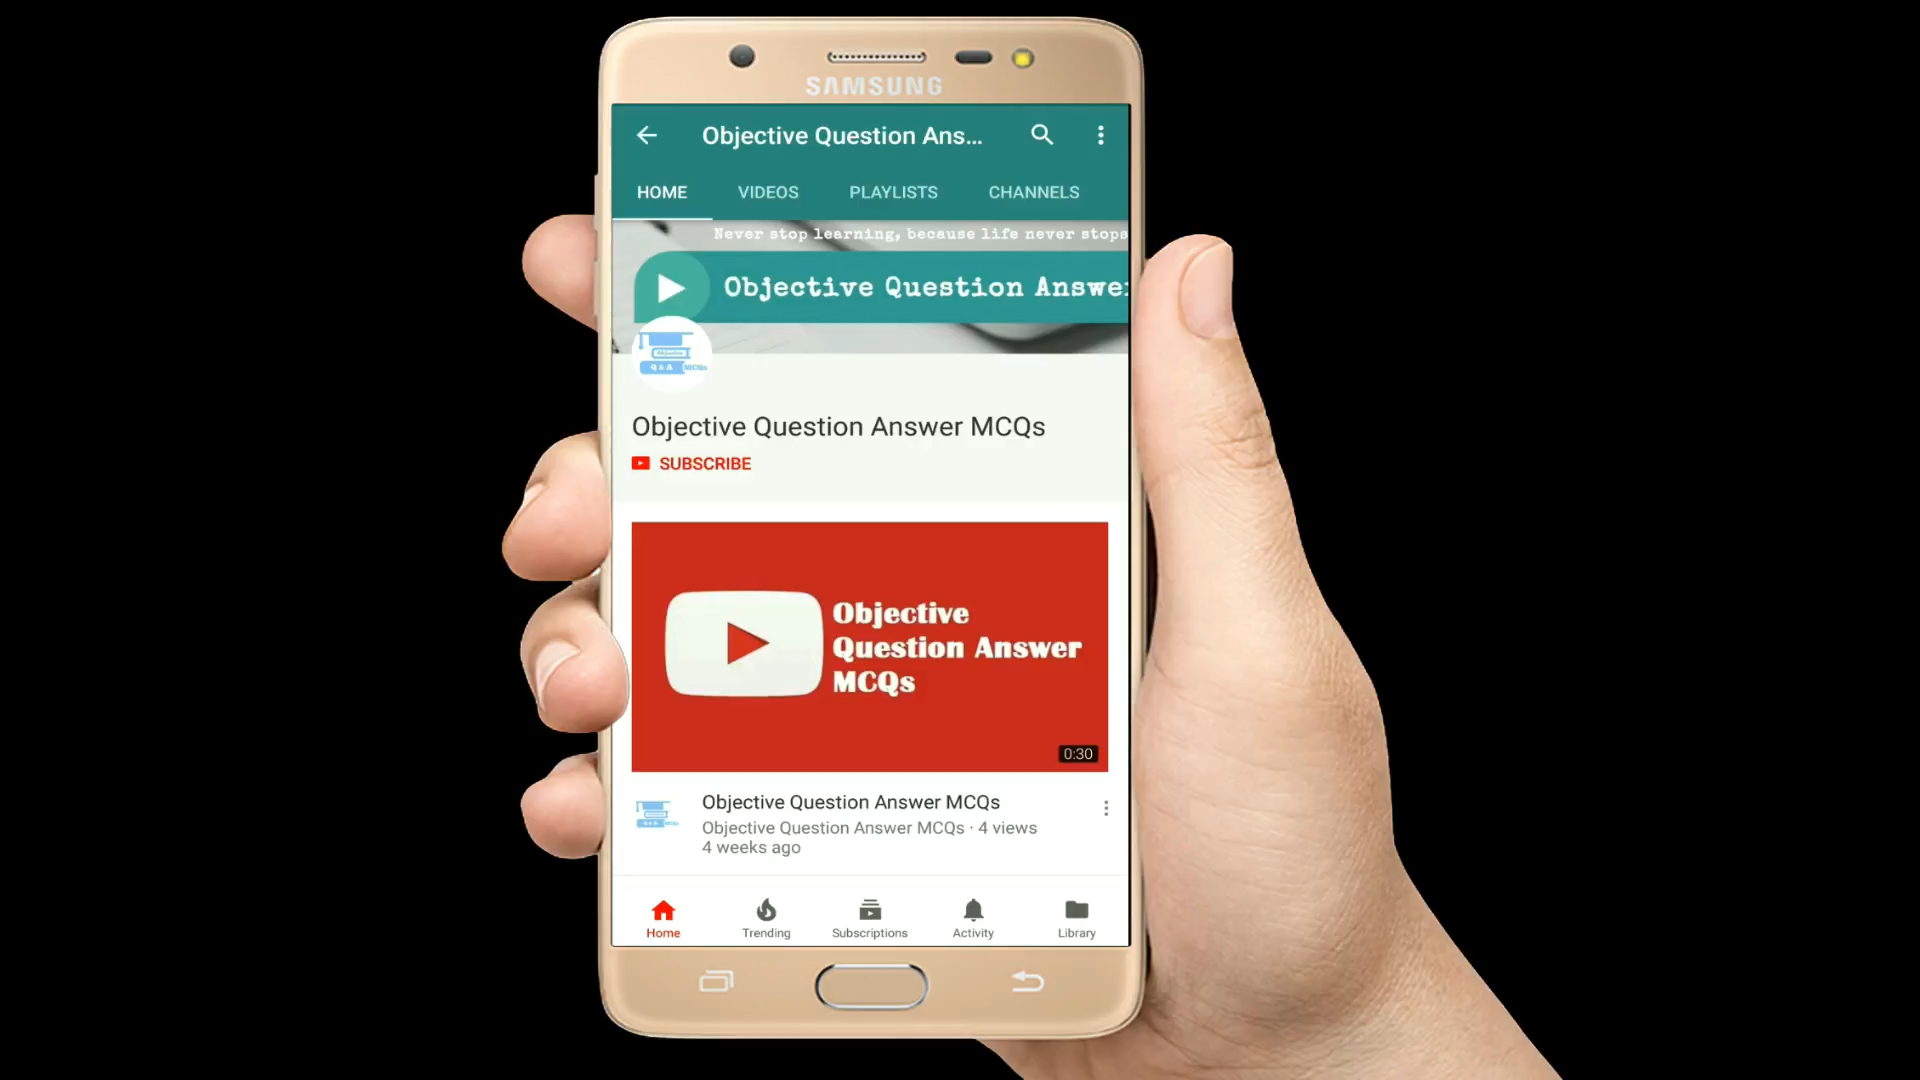 SAMSUNG
Objective Question Ans...
HOME VIDEOS PLAYLISTS CHANNELS
Never stop learning, because life never stops
Objective Question Answe
Objective
Q & A MCQs
Objective Question Answer MCQs
SUBSCRIBE
Objective
Question Answer
MCQs
0:30
Objective Question Answer MCQs
Objective Question Answer MCQs · 4 views
4 weeks ago
Home Trending Subscriptions Activity Library